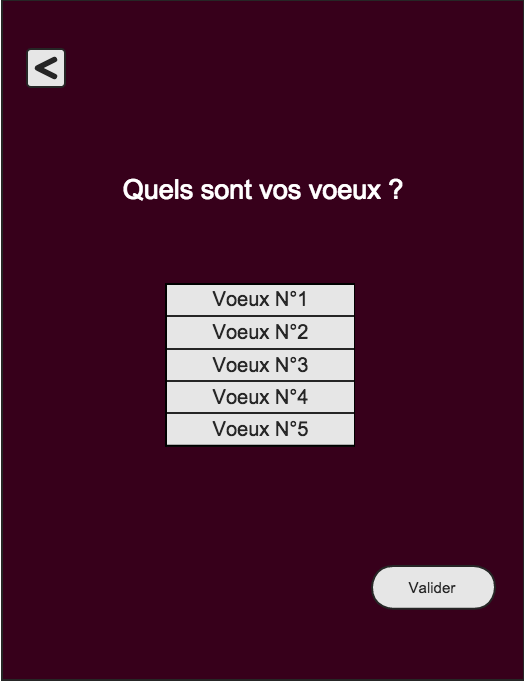 <
Quels sont vos voeux ?
Voeux N°1
Voeux N°2
Voeux N°3
Voeux N°4
Voeux N°5
Valider